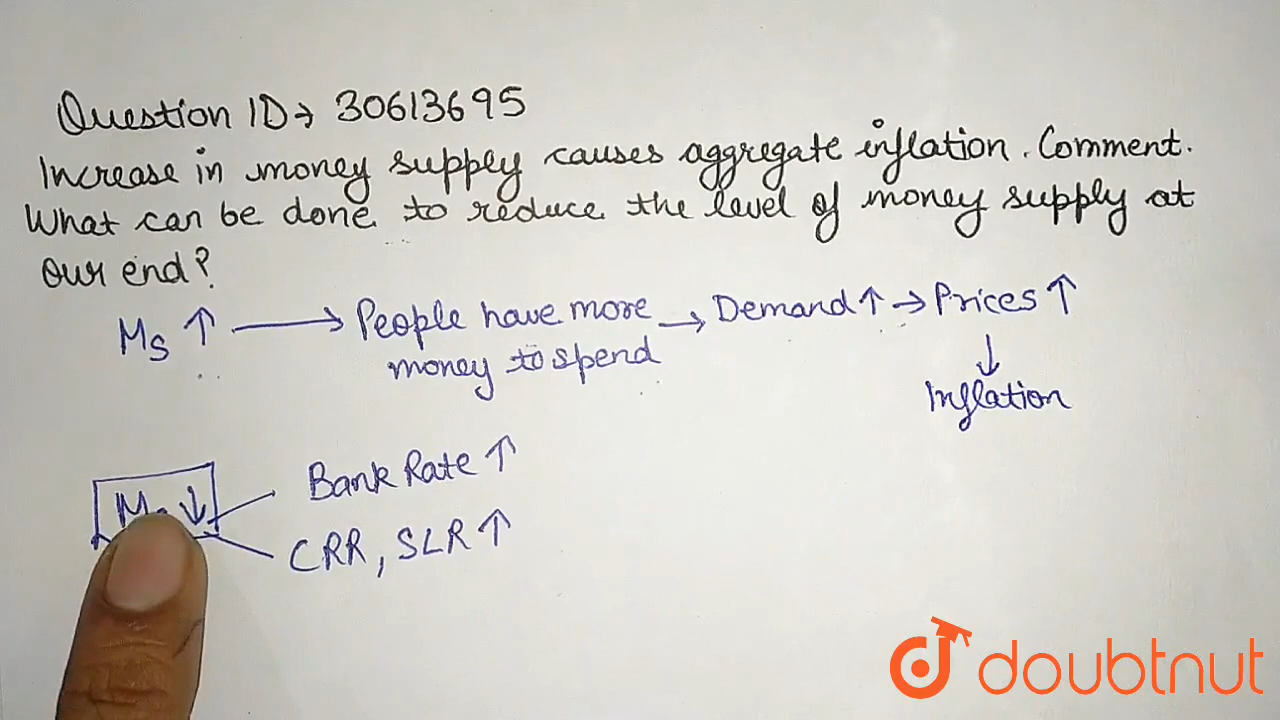 Question ID→ 30613695
Increase in money supply causes aggregate inflation. Comment.
What can be done to reduce the level of money supply at
our end?
Ms ↑ → People have more money to spend → Demand ↑ → Prices ↑
↓
Inflation
M ↓
Bank Rate ↑
CRR, SLR ↑
doubtnut